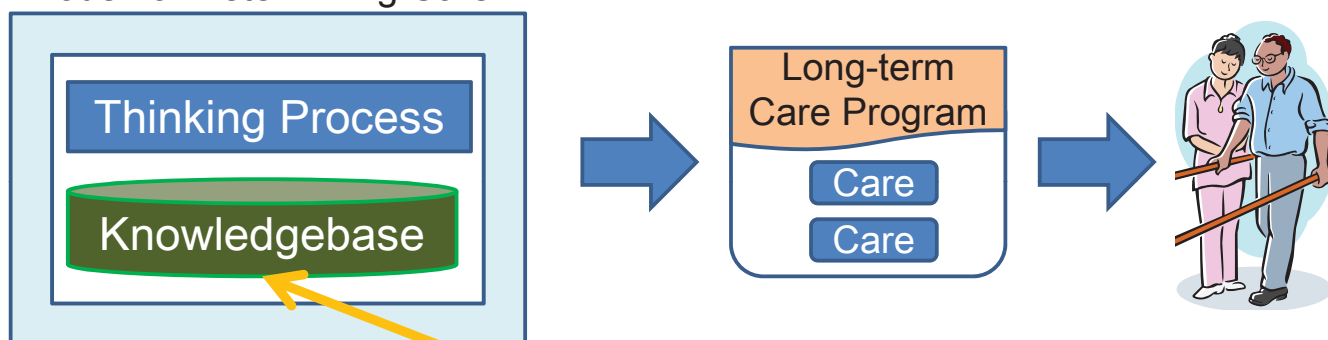 Thinking Process
Knowledgebase
Long-term
Care Program
Care
Care